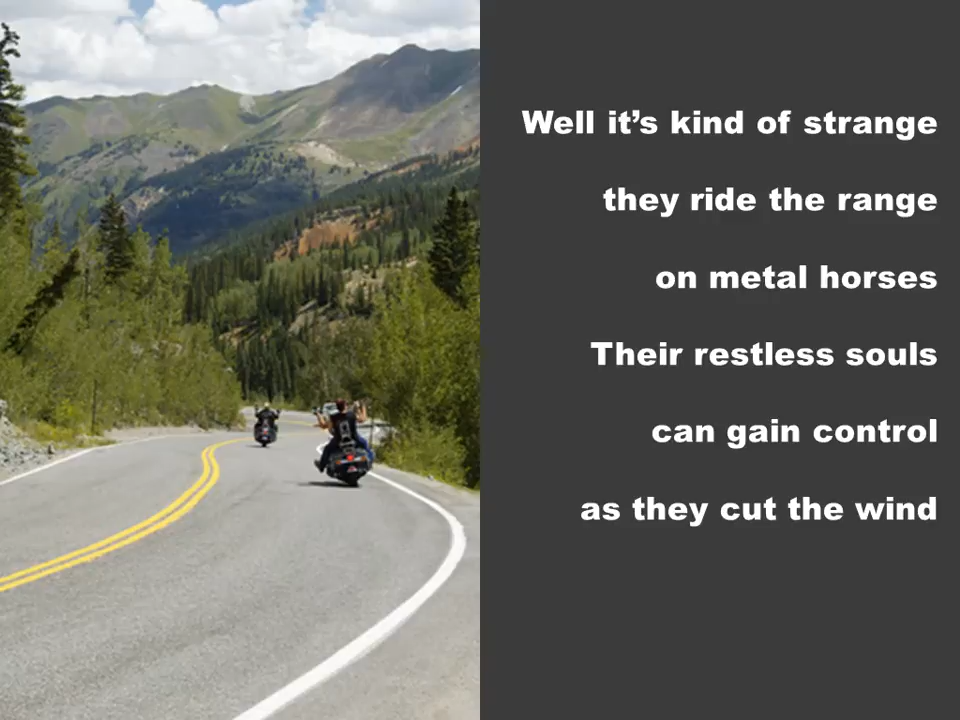 Well it’s kind of strange
they ride the range
on metal horses
Their restless souls
can gain control
as they cut the wind